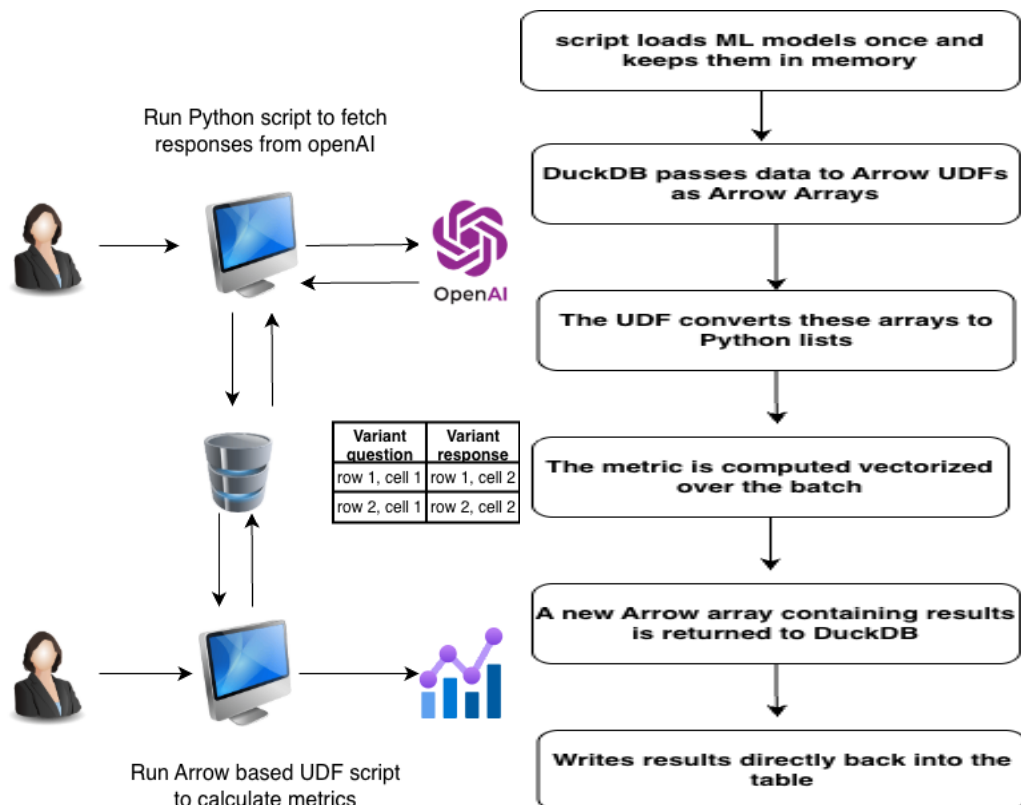 Run Python script to fetch
responses from openAI
OpenAI
Variant question
Variant response
row 1, cell 1
row 1, cell 2
row 2, cell 1
row 2, cell 2
Run Arrow based UDF script
to calculate metrics
script loads ML models once and
keeps them in memory
DuckDB passes data to Arrow UDFs
as Arrow Arrays
The UDF converts these arrays to
Python lists
The metric is computed vectorized
over the batch
A new Arrow array containing results
is returned to DuckDB
Writes results directly back into the
table